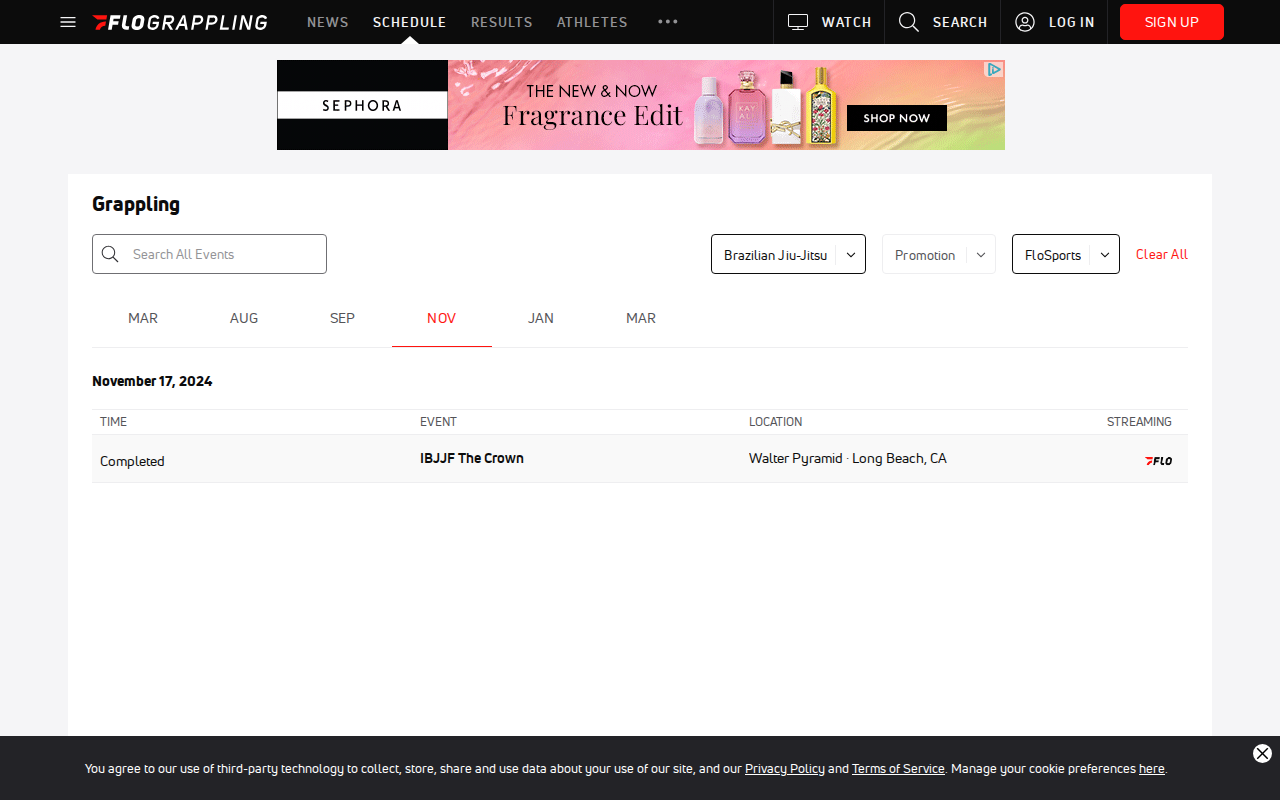 FLOGRAPPLING NEWS SCHEDULE RESULTS ATHLETES WATCH SEARCH LOG IN SIGN UP
SEPHORA
THE NEW & NOW
Fragrance Edit
KAY
ALI
SHOP NOW
Grappling
Search All Events Brazilian Jiu-Jitsu Promotion FloSports Clear All
MAR AUG SEP NOV JAN MAR
November 17, 2024
TIME EVENT LOCATION STREAMING
Completed IBJJF The Crown Walter Pyramid · Long Beach, CA FLO
You agree to our use of third-party technology to collect, store, share and use data about your use of our site, and our Privacy Policy and Terms of Service. Manage your cookie preferences here.